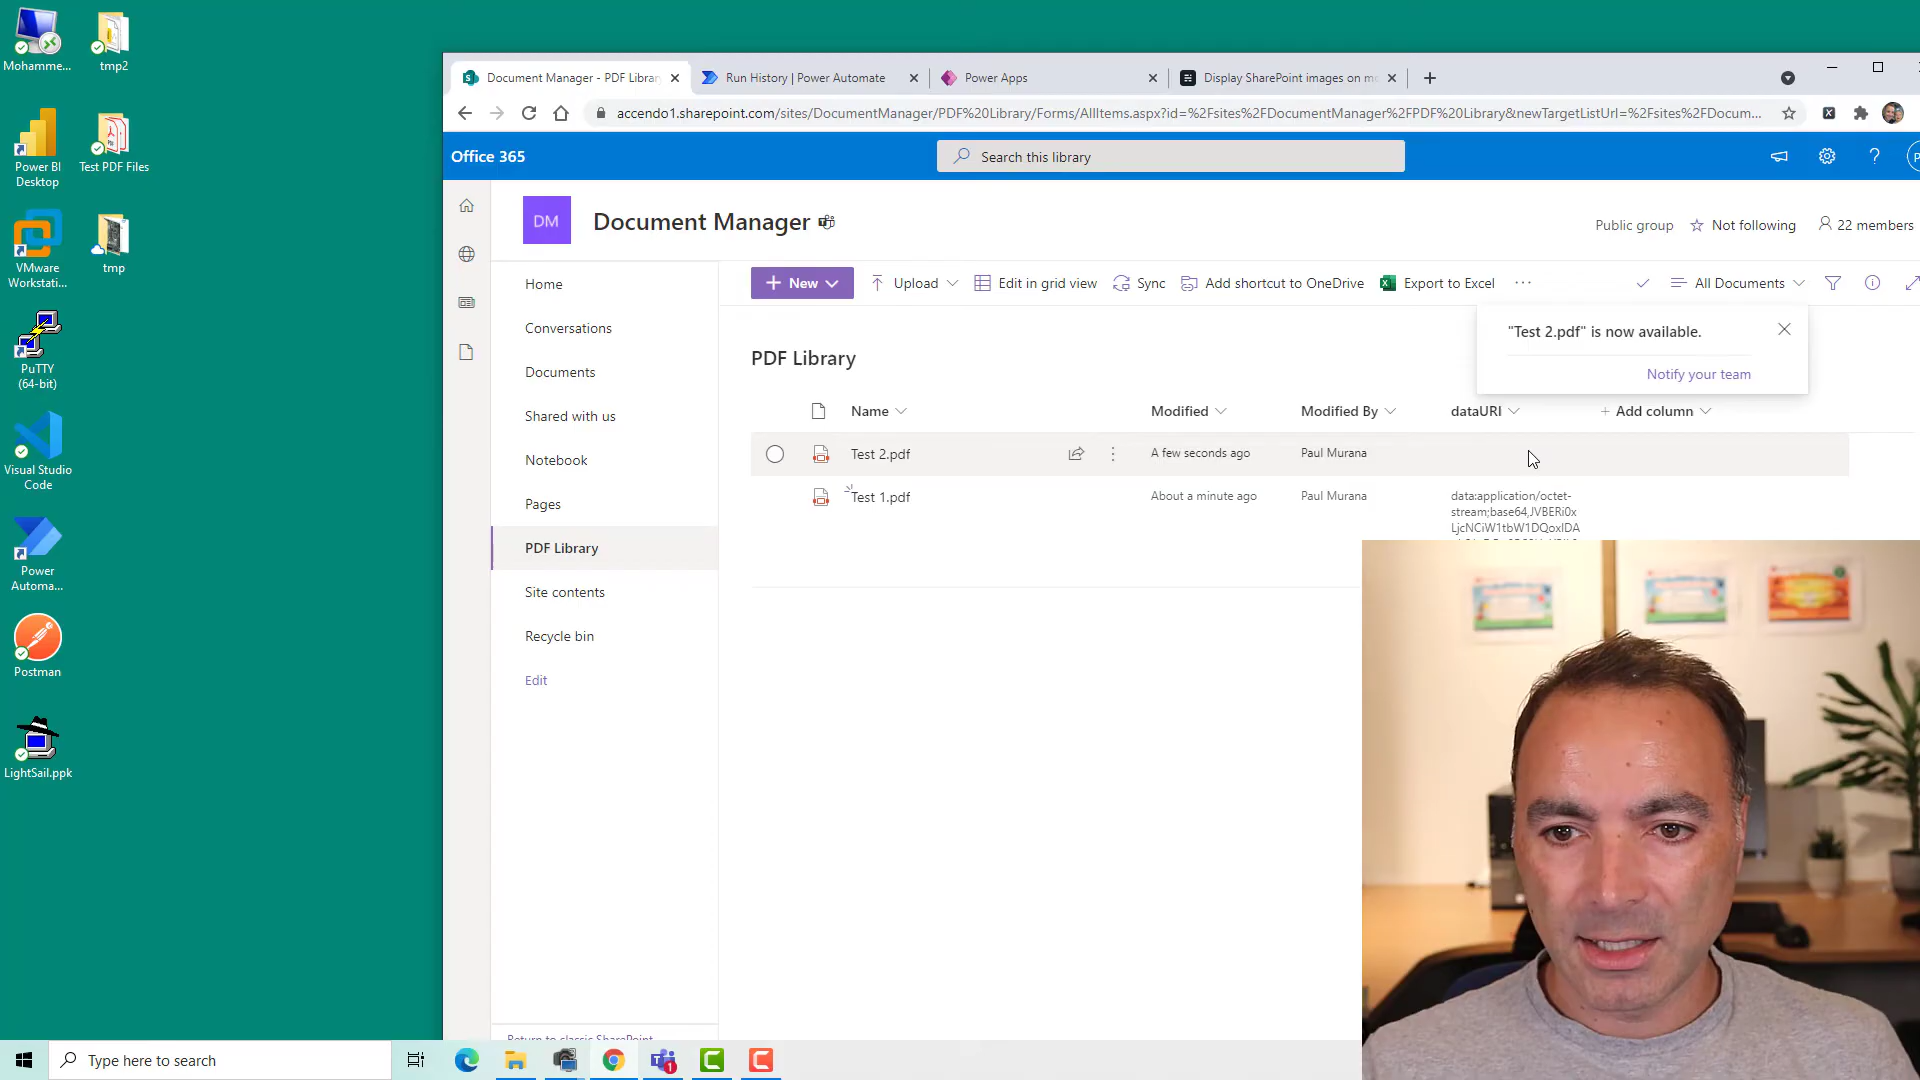 Mohamme...
tmp2
Power BI
Desktop
Test PDF Files
VMware
Workstati...
tmp
PuTTY
(64-bit)
Visual Studio
Code
Power
Automa...
Postman
LightSail.ppk
Document Manager - PDF Librar
Run History | Power Automate
Power Apps
Display SharePoint images on m
accendo1.sharepoint.com/sites/DocumentManager/PDF%20Library/Forms/AllItems.aspx?id=%2Fsites%2FDocumentManager%2FPDF%20Library&newTargetListUrl=%2Fsites%2FDocum...
Office 365
Search this library
DM
Document Manager
Public group
Not following
22 members
New
Upload
Edit in grid view
Sync
Add shortcut to OneDrive
Export to Excel
All Documents
"Test 2.pdf" is now available.
Notify your team
Home
Conversations
Documents
Shared with us
Notebook
Pages
PDF Library
Site contents
Recycle bin
Edit
Return to classic SharePoint
PDF Library
Name
Modified
Modified By
dataURI
+ Add column
Test 2.pdf
A few seconds ago
Paul Murana
Test 1.pdf
About a minute ago
Paul Murana
data:application/octet-
stream;base64,JVBERi0x
LjcNCiW1tbW1DQoxIDA
Type here to search
1